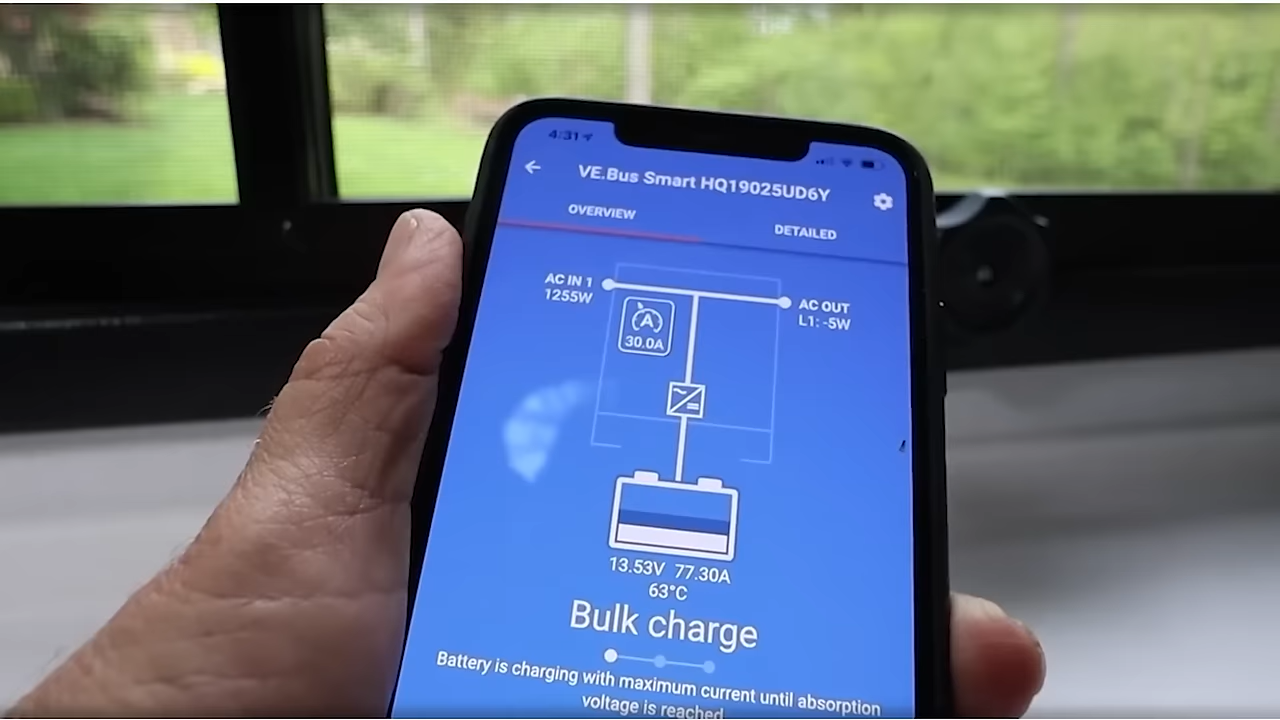 4:31
VE.Bus Smart HQ19025UD6Y
OVERVIEW
DETAILED
AC IN 1
1255W
AC OUT
L1: -5W
A
30.0A
13.53V 77.30A
63°C
Bulk charge
Battery is charging with maximum current until absorption
voltage is reached